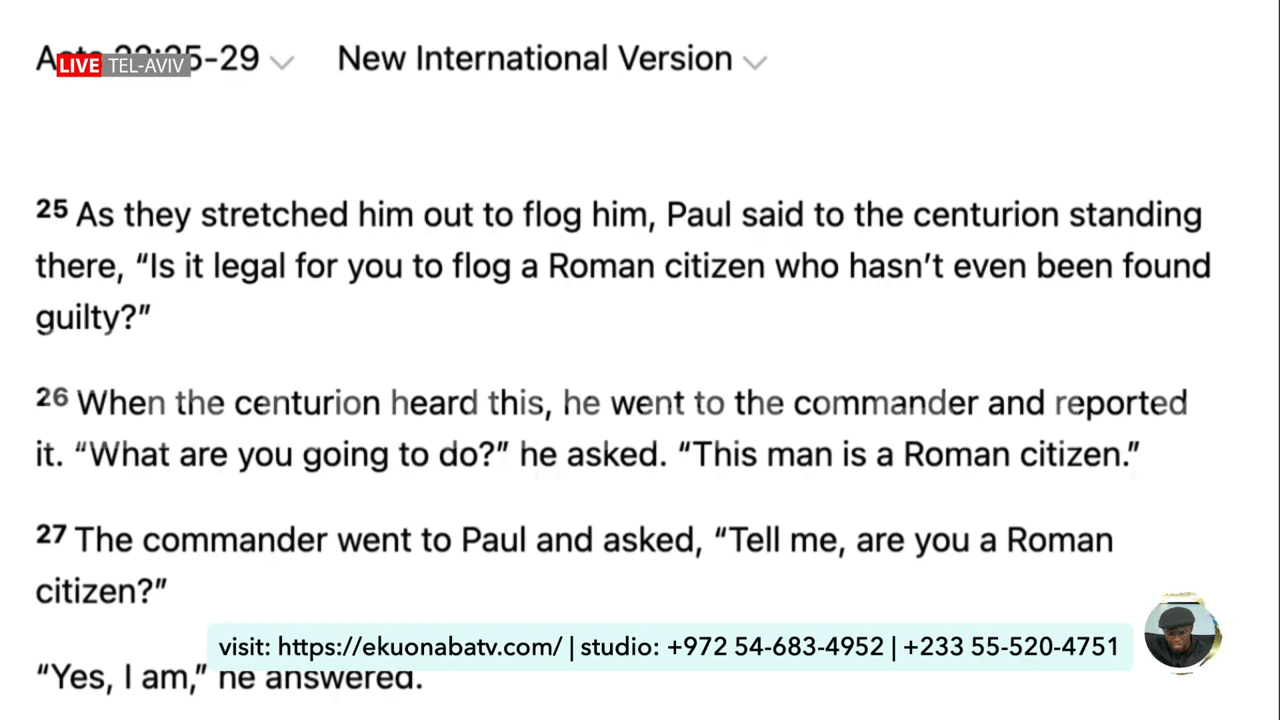 LIVE TEL-AVIV
5-29 New International Version
25 As they stretched him out to flog him, Paul said to the centurion standing
there, “Is it legal for you to flog a Roman citizen who hasn’t even been found
guilty?”
26 When the centurion heard this, he went to the commander and reported
it. “What are you going to do?” he asked. “This man is a Roman citizen.”
27 The commander went to Paul and asked, “Tell me, are you a Roman
citizen?”
visit: https://ekuonabatv.com/ | studio: +972 54-683-4952 | +233 55-520-4751
“Yes, I am,” he answered.